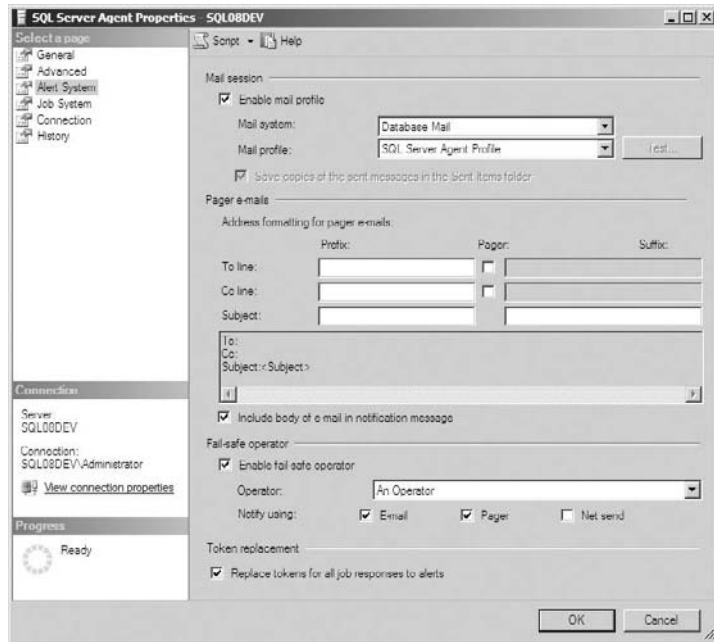 SQL Server Agent Properties - SQL08DEV
Select a page
General
Advanced
Alert System
Job System
Connection
History
Script Help
Mail session
Enable mail profile
Mail system: Database Mail
Mail profile: SQL Server Agent Profile Test...
Save copies of the sent messages in the Sent Items folder
Pager e-mails
Address formatting for pager e-mails:
Prefix: Pager: Suffix:
To line:
Cc line:
Subject:
To:
Cc:
Subject:<Subject>
Include body of e-mail in notification message
Fail-safe operator
Enable fail-safe operator
Operator: An Operator
Notify using: E-mail Pager Net send
Token replacement
Replace tokens for all job responses to alerts
Connection
Server:
SQL08DEV
Connection:
SQL08DEV\Administrator
View connection properties
Progress
Ready
OK Cancel